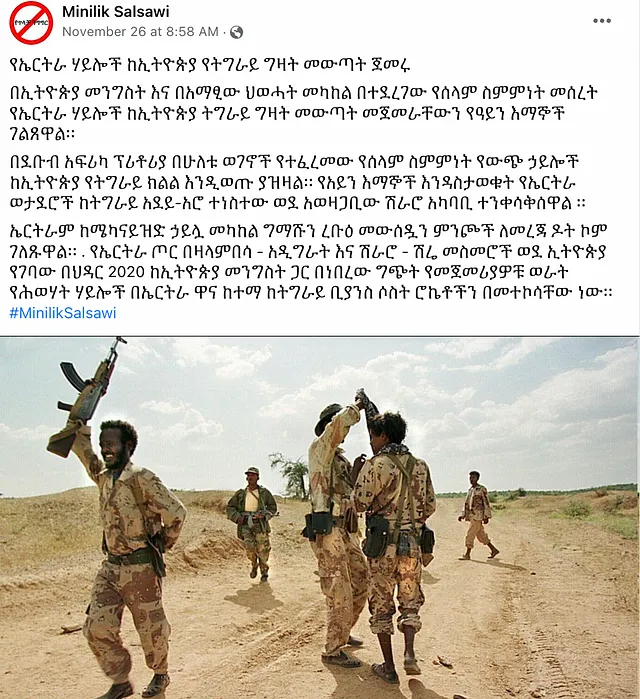 Minilik Salsawi
November 26 at 8:58 AM ·
የኤርትራ ሃይሎች ከኢትዮጵያ የትግራይ ግዛት መውጣት ጀመሩ
በኢትዮጵያ መንግስት እና በአማፂው ህወሓት መካከል በተደረገው የሰላም ስምምነት መሰረት
የኤርትራ ሃይሎች ከኢትዮጵያ ትግራይ ግዛት መውጣት መጀመራቸውን የዓይን እማኞች
ገልጸዋል።
በደቡብ አፍሪካ ፕሪቶሪያ በሁለቱ ወገኖች የተፈረመው የሰላም ስምምነት የውጭ ኃይሎች
ከኢትዮጵያ የትግራይ ክልል እንዲወጡ ያዝዛል። የአይን እማኞች እንዳስታወቁት የኤርትራ
ወታደሮች ከትግራይ አደይ-አሮ ተነስተው ወደ አወዛጋቢው ሽራሮ አካባቢ ተንቀሳቅሰዋል ።
ኤርትራም ከሜካናይዝድ ኃይሏ መካከል ግማሹን ረቡዕ መውሰዷን ምንጮች ለመረጃ ዶት ኮም
ገለጹዋል። . የኤርትራ ጦር በዛላምበሳ - አዲግራት እና ሽራሮ - ሽሬ መስመሮች ወደ ኢትዮጵያ
የገባው በህዳር 2020 ከኢትዮጵያ መንግስት ጋር በነበረው ግጭት የመጀመሪያዎቹ ወራት
የሕወሃት ሃይሎች በኤርትራ ዋና ከተማ ከትግራይ ቢያንስ ሶስት ሮኬቶችን በመተኮሳቸው ነው።
#MinilikSalsawi